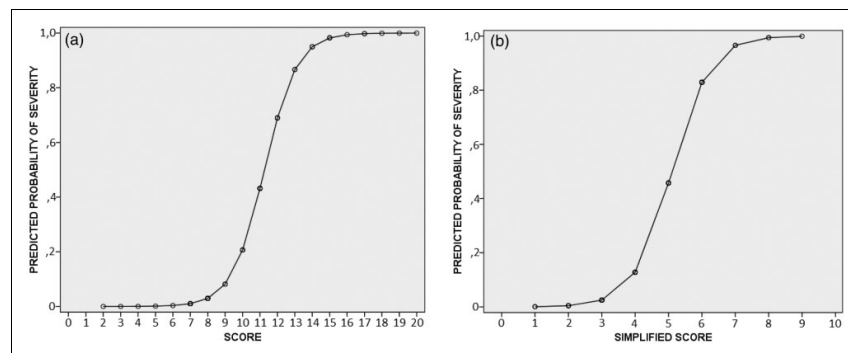 (a)
PREDICTED PROBABILITY OF SEVERITY
1,0
,8
,6
,4
,2
0
0 1 2 3 4 5 6 7 8 9 10 11 12 13 14 15 16 17 18 19 20
SCORE
(b)
PREDICTED PROBABILITY OF SEVERITY
1,0
,8
,6
,4
,2
0
0 1 2 3 4 5 6 7 8 9 10
SIMPLIFIED SCORE